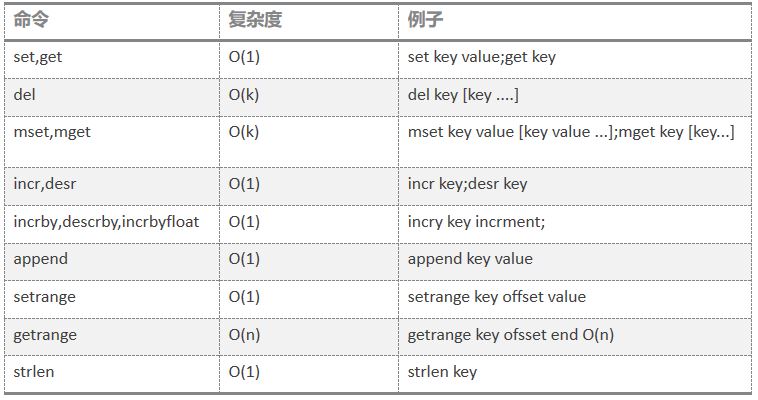 命令 复杂度 例子
set,get O(1) set key value;get key
del O(k) del key [key ....]
mset,mget O(k) mset key value [key value ...];mget key [key...]
incr,desr O(1) incr key;desr key
incrby,descrby,incrbyfloat O(1) incry key incrment;
append O(1) append key value
setrange O(1) setrange key offset value
getrange O(n) getrange key ofsset end O(n)
strlen O(1) strlen key